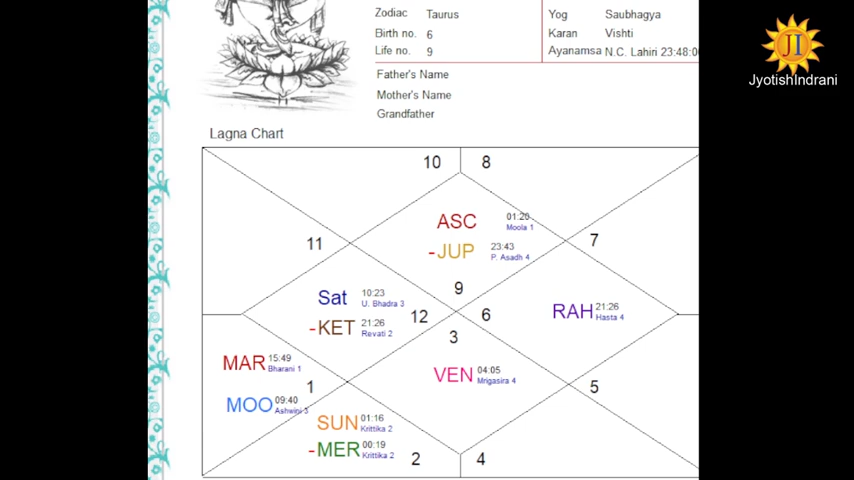 Zodiac Taurus
Yog Saubhagya
Birth no. 6
Karan Vishti
Life no. 9
Ayanamsa N.C. Lahiri 23:48:0
Father's Name
Mother's Name
Grandfather
JI
JyotishIndrani
Lagna Chart
10
8
ASC 01:20
Moola 1
11
7
-JUP 23:43
P. Asadh 4
9
Sat 10:23
U. Bhadra 3
-KET 21:26
Revati 2
12
6
RAH 21:26
Hasta 4
3
MAR 15:49
Bharani 1
1
VEN 04:05
Mrigasira 4
5
MOO 09:40
Ashwini 3
SUN 01:16
Krittika 2
-MER 00:19
Krittika 2
2
4